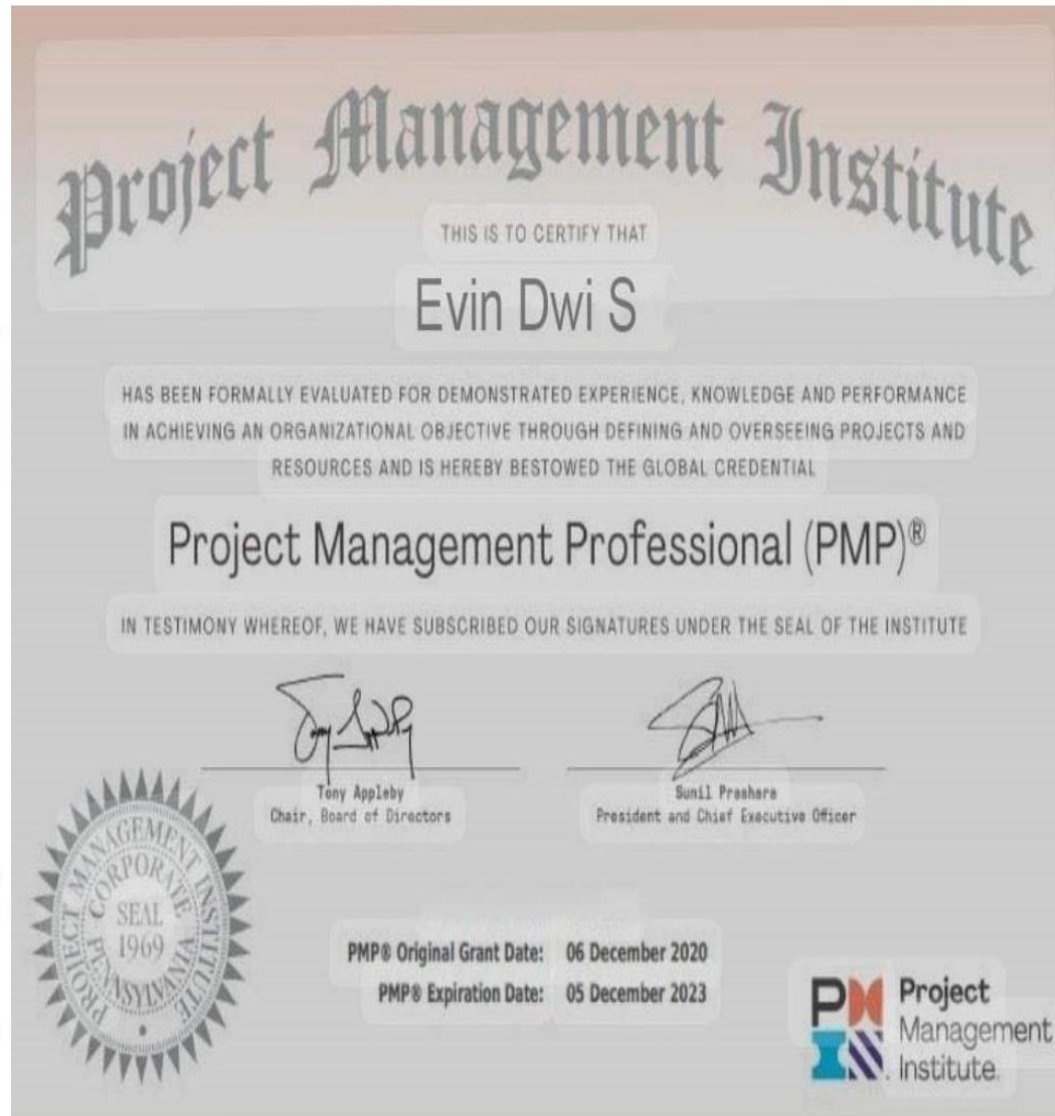 Project Management Institute
THIS IS TO CERTIFY THAT
Evin Dwi S
HAS BEEN FORMALLY EVALUATED FOR DEMONSTRATED EXPERIENCE, KNOWLEDGE AND PERFORMANCE
IN ACHIEVING AN ORGANIZATIONAL OBJECTIVE THROUGH DEFINING AND OVERSEEING PROJECTS AND
RESOURCES AND IS HEREBY BESTOWED THE GLOBAL CREDENTIAL
Project Management Professional (PMP)®
IN TESTIMONY WHEREOF, WE HAVE SUBSCRIBED OUR SIGNATURES UNDER THE SEAL OF THE INSTITUTE
Tony Appleby
Chair, Board of Directors
Sunil Prashara
President and Chief Executive Officer
PROJECT MANAGEMENT INSTITUTE
CORPORATE
SEAL
1969
PENNSYLVANIA
PMP® Original Grant Date: 06 December 2020
PMP® Expiration Date: 05 December 2023
Project
Management
Institute.